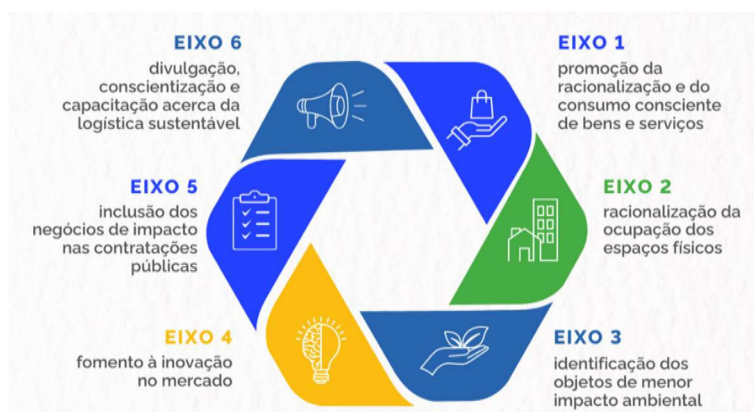 EIXO 1
promoção da
racionalização e do
consumo consciente
de bens e serviços
EIXO 2
racionalização da
ocupação dos
espaços físicos
EIXO 3
identificação dos
objetos de menor
impacto ambiental
EIXO 4
fomento à inovação
no mercado
EIXO 5
inclusão dos
negócios de impacto
nas contratações
públicas
EIXO 6
divulgação,
conscientização e
capacitação acerca da
logística sustentável